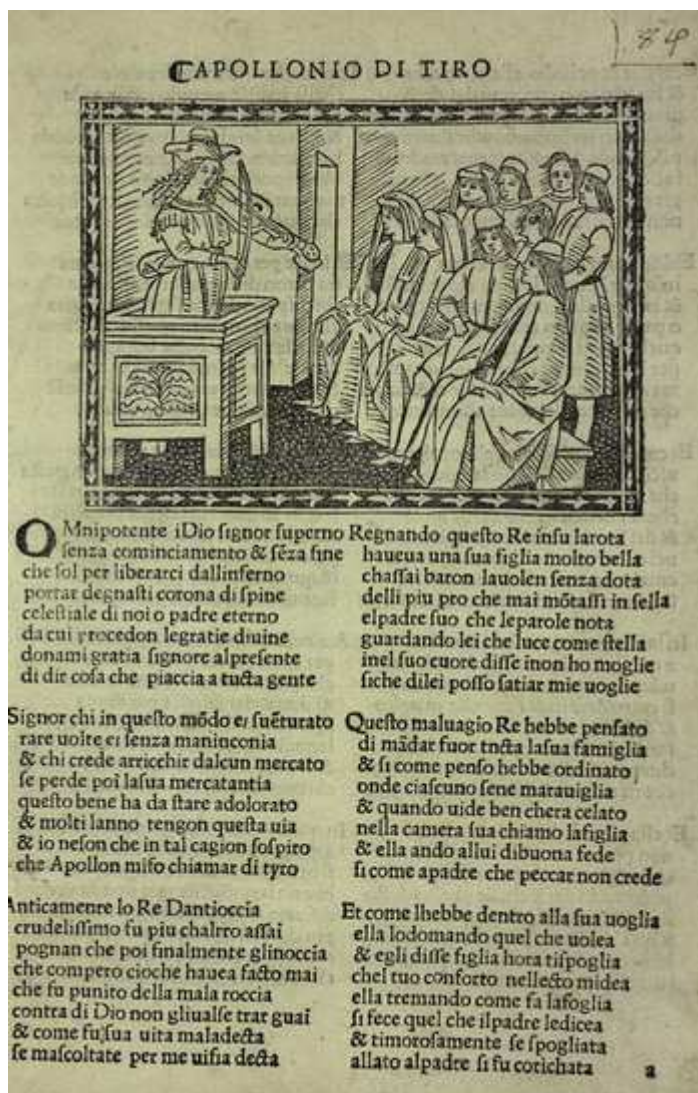 84
CAPOLLONIO DI TIRO
OMnipotente iDio signor superno
senza cominciamento & sẽza fine
che sol per liberarci dallinferno
portar degnasti corona di spine
celestiale di noi o padre eterno
da cui procedon legratie diuine
donami gratia signore alpresente
di dir cosa che piaccia a tucta gente
Signor chi in questo mõdo ei suẽturato
rare uolte ei senza maninconia
& chi crede arricchir dalcun mercato
se perde poi lasua mercatantia
questo bene ha da stare adolorato
& molti lanno tengon questa uia
& io neson che in tal cagion sospiro
che Apollon miso chiamar di tyro
Anticamenre lo Re Dantioccia
crudelissimo fu piu chalrro assai
pognan che poi finalmente glinoccia
che compero cioche hauea facto mai
che fu punito della mala roccia
contra di Dio non gliualse trar guai
& come fu sua uita maladecta
se mascoltate per me uisia decta
Regnando questo Re insu larota
haueua una sua figlia molto bella
chassai baron lauolen senza dota
delli piu pro che mai mõtassi in sella
elpadre suo che leparole nota
guardando lei che luce come stella
inel suo cuore disse inon ho moglie
siche dilei posso satiar mie uoglie
Questo maluagio Re hebbe pensato
di mãdar fuor tncta lasua famiglia
& si come penso hebbe ordinato
onde ciascuno sene marauiglia
& quando uide ben chera celato
nella camera sua chiamo lafiglia
& ella ando allui dibuona fede
si come apadre che peccar non crede
Et come lhebbe dentro alla sua uoglia
ella lodomando quel che uolea
& egli disse figlia hora tispoglia
chel tuo conforto nellecto midea
ella tremando come fa lafoglia
si fece quel che ilpadre ledicea
& timorosamente se spogliata
allato alpadre si fu corichata
a